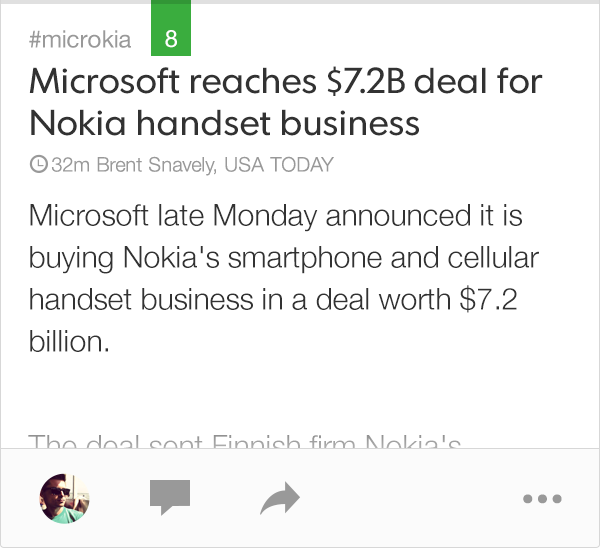 #microkia 8
Microsoft reaches $7.2B deal for
Nokia handset business
32m Brent Snavely, USA TODAY
Microsoft late Monday announced it is
buying Nokia's smartphone and cellular
handset business in a deal worth $7.2
billion.
The deal sent Finnish firm Nokia's